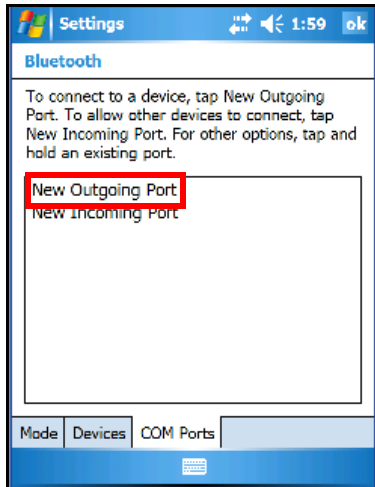 Settings 1:59 ok
Bluetooth
To connect to a device, tap New Outgoing
Port. To allow other devices to connect, tap
New Incoming Port. For other options, tap and
hold an existing port.
New Outgoing Port
New Incoming Port
Mode Devices COM Ports